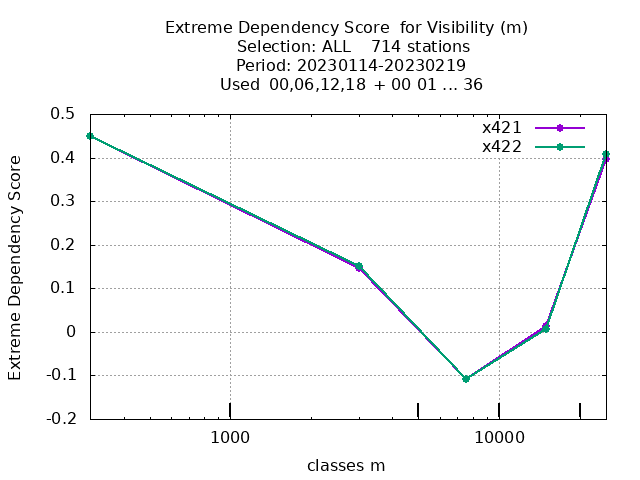 Extreme Dependency Score  for Visibility (m)
Selection: ALL    714 stations
Period: 20230114-20230219
Used  00,06,12,18  + 00 01 ... 36
x421
x422
Extreme Dependency Score
0.5
0.4
0.3
0.2
0.1
0
-0.1
-0.2
1000
10000
classes m